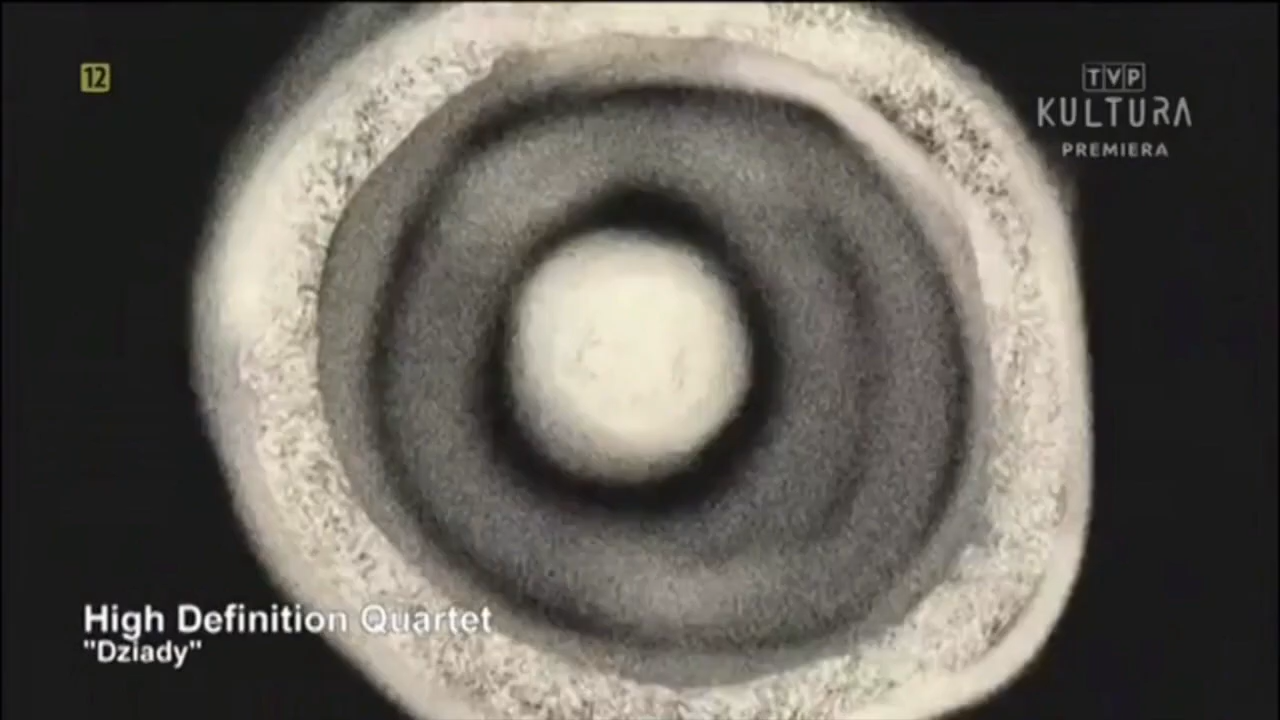 12
TVP
KULTURA
PREMIERA
High Definition Quartet
"Dziady"